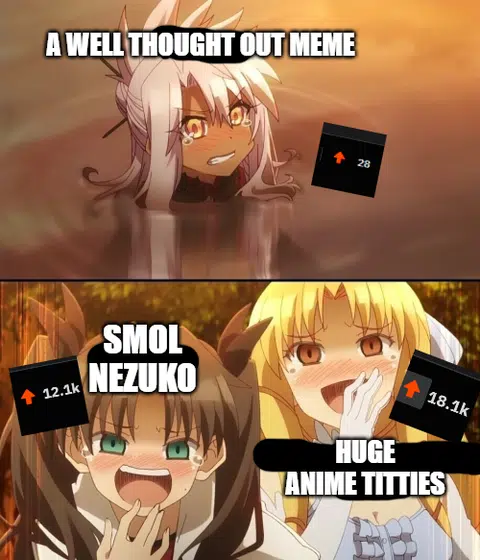 A WELL THOUGHT OUT MEME
28
SMOL
NEZUKO
12.1k
18.1k
HUGE
ANIME TITTIES